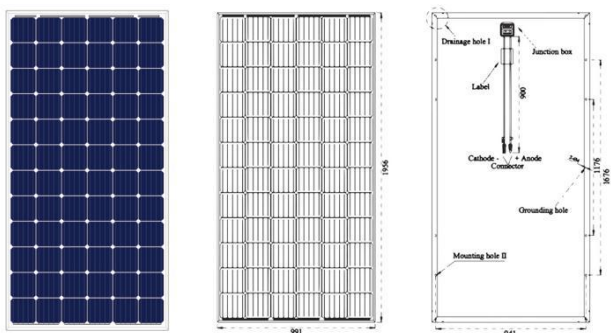 1956
991
Drainage hole I
Junction box
Label
900
Cathode - + Anode
Connector
1176
1676
Grounding hole
Mounting hole II
941